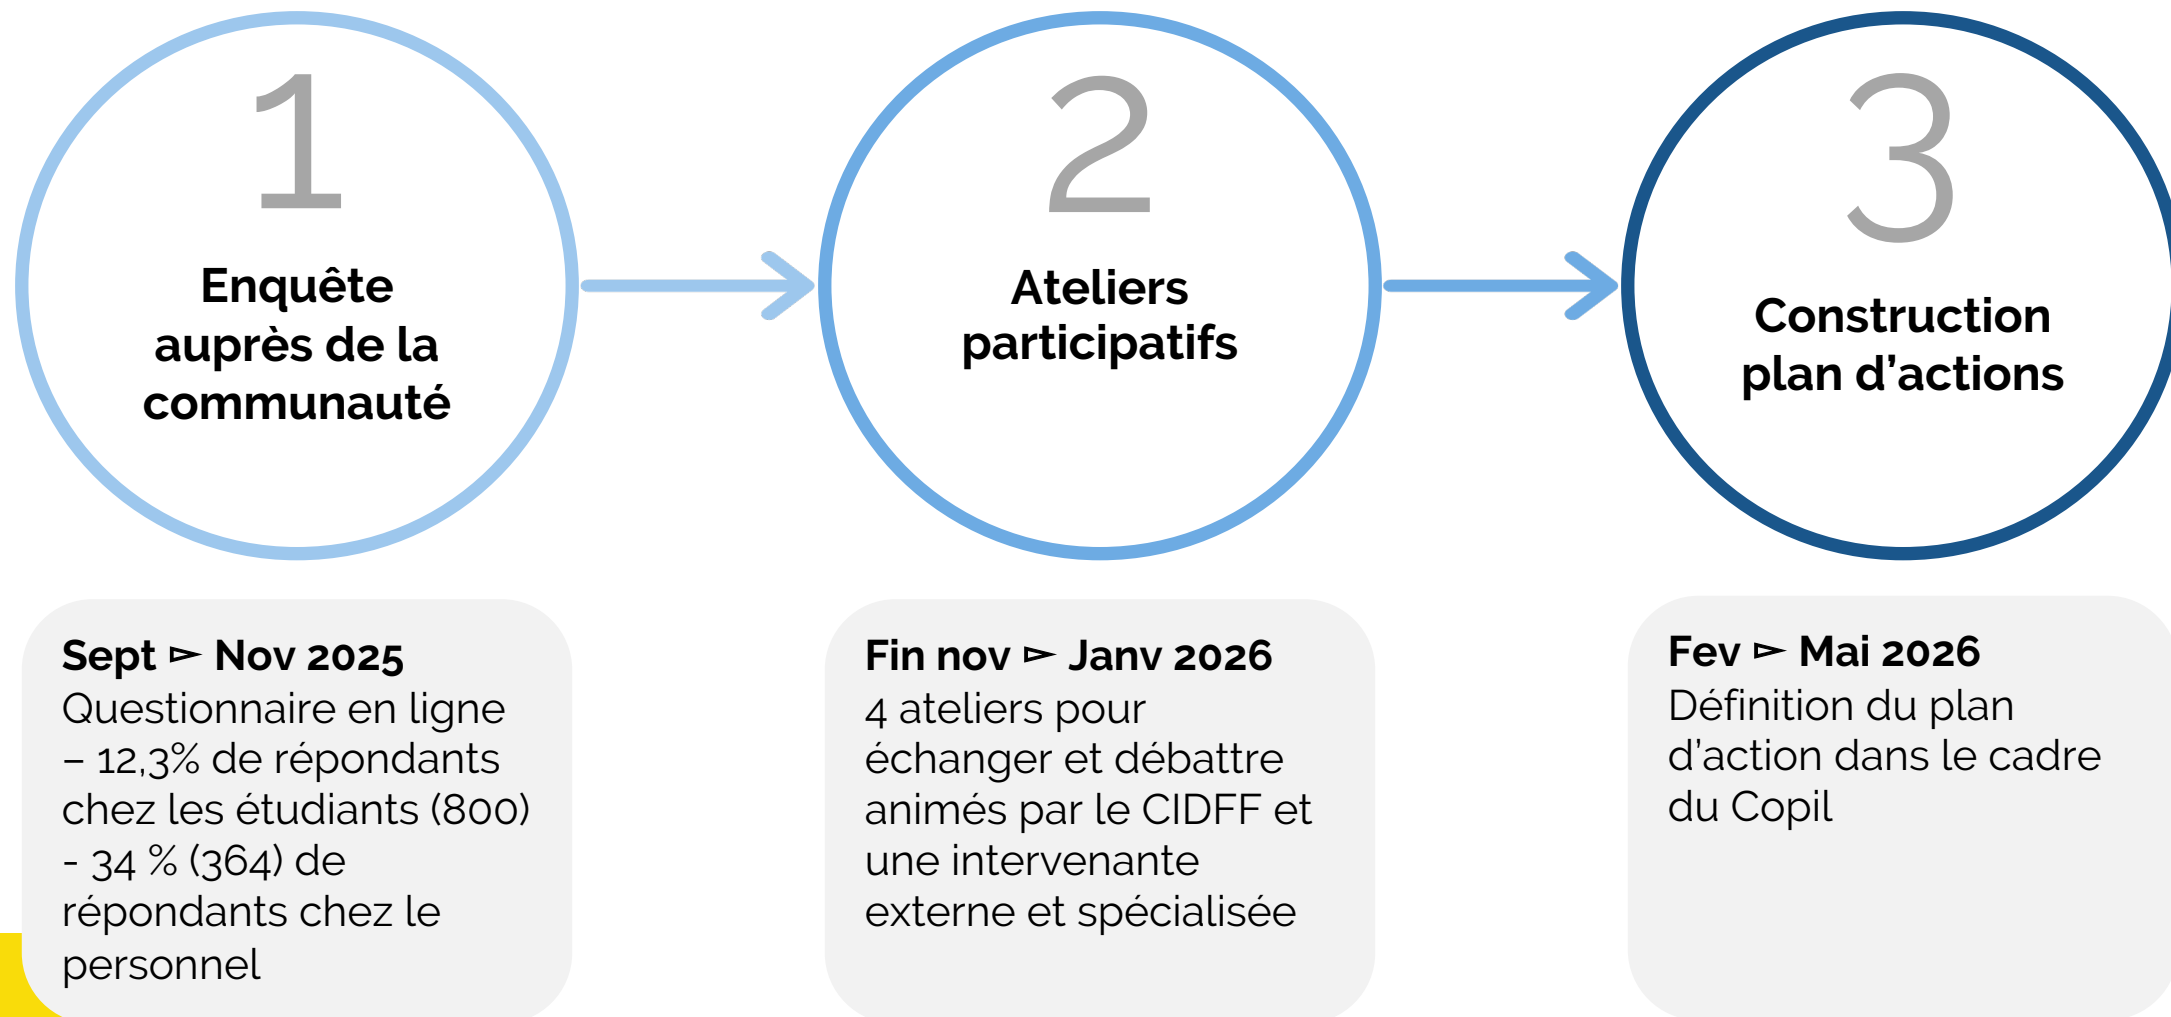 1
Enquête
auprès de la
communauté
2
Ateliers
participatifs
3
Construction
plan d’actions
Sept ▻ Nov 2025
Questionnaire en ligne
– 12,3% de répondants
chez les étudiants (800)
- 34 % (364) de
répondants chez le
personnel
Fin nov ▻ Janv 2026
4 ateliers pour
échanger et débattre
animés par le CIDFF et
une intervenante
externe et spécialisée
Fev ▻ Mai 2026
Définition du plan
d’action dans le cadre
du Copil